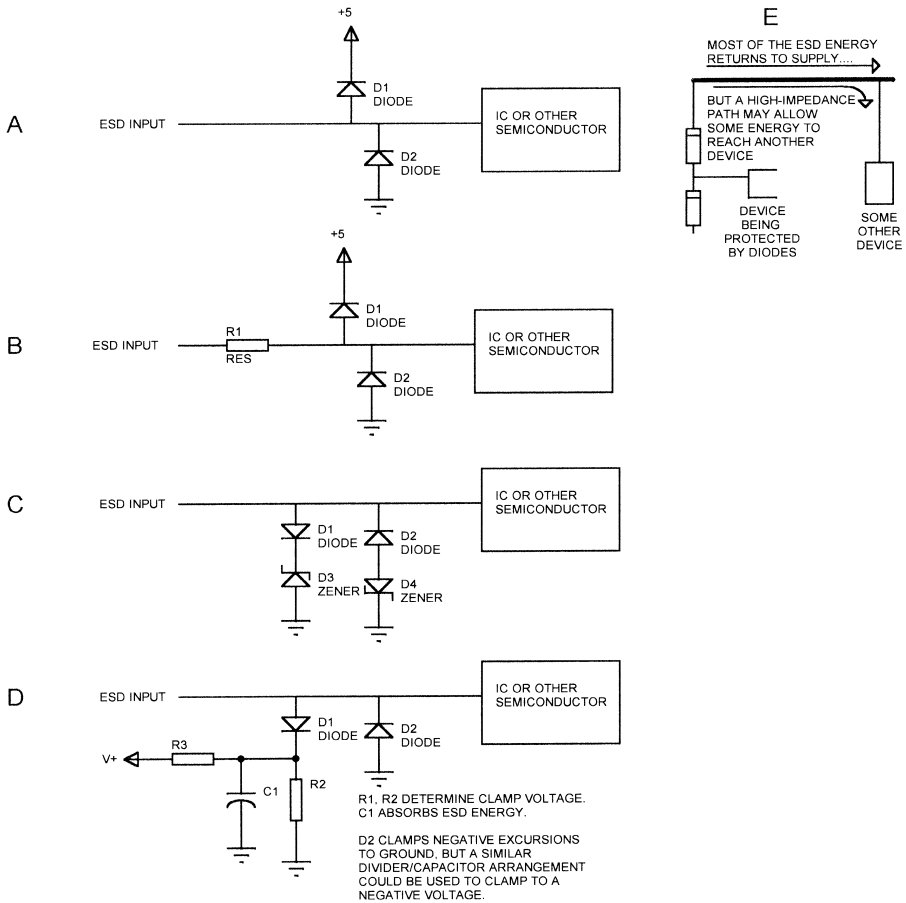 A
+5
D1
DIODE
ESD INPUT
D2
DIODE
IC OR OTHER
SEMICONDUCTOR
E
MOST OF THE ESD ENERGY
RETURNS TO SUPPLY....
BUT A HIGH-IMPEDANCE
PATH MAY ALLOW
SOME ENERGY TO
REACH ANOTHER
DEVICE
DEVICE
BEING
PROTECTED
BY DIODES
SOME
OTHER
DEVICE
B
+5
D1
DIODE
ESD INPUT
R1
RES
D2
DIODE
IC OR OTHER
SEMICONDUCTOR
C
ESD INPUT
D1
DIODE
D2
DIODE
D3
ZENER
D4
ZENER
IC OR OTHER
SEMICONDUCTOR
D
ESD INPUT
D1
DIODE
D2
DIODE
IC OR OTHER
SEMICONDUCTOR
V+
R3
C1
R2
R1, R2 DETERMINE CLAMP VOLTAGE.
C1 ABSORBS ESD ENERGY.
D2 CLAMPS NEGATIVE EXCURSIONS
TO GROUND, BUT A SIMILAR
DIVIDER/CAPACITOR ARRANGEMENT
COULD BE USED TO CLAMP TO A
NEGATIVE VOLTAGE.